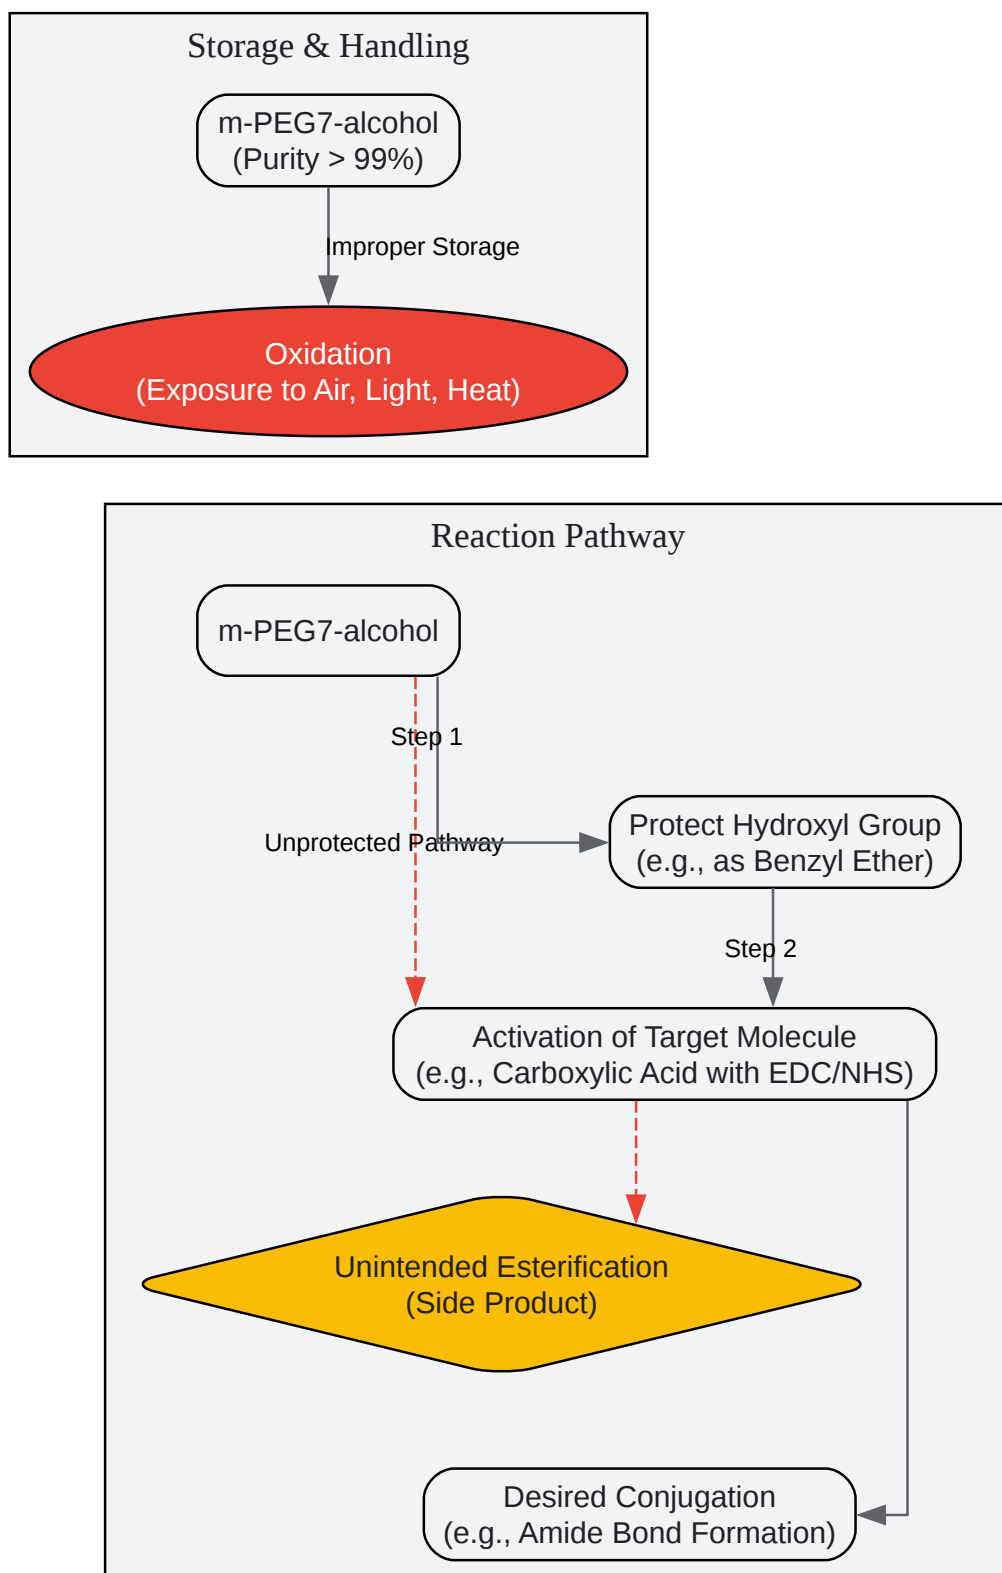 Storage & Handling
m-PEG7-alcohol
(Purity > 99%)
Improper Storage
Oxidation
(Exposure to Air, Light, Heat)
Reaction Pathway
m-PEG7-alcohol
Step 1
Protect Hydroxyl Group
(e.g., as Benzyl Ether)
Unprotected Pathway
Step 2
Activation of Target Molecule
(e.g., Carboxylic Acid with EDC/NHS)
Unintended Esterification
(Side Product)
Desired Conjugation
(e.g., Amide Bond Formation)